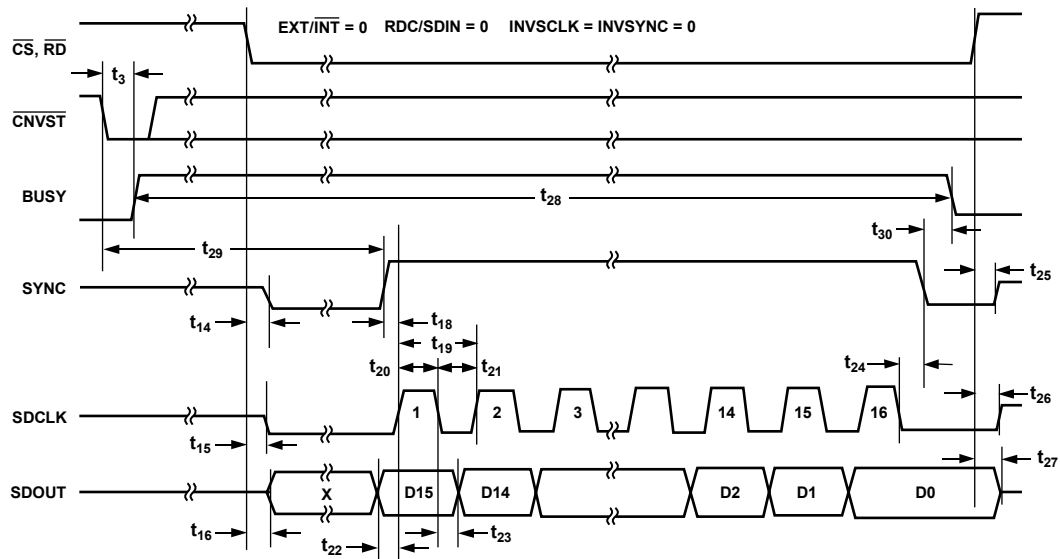 EXT/INT = 0 RDC/SDIN = 0 INVSCLK = INVSYNC = 0
CS, RD
t3
CNVST
BUSY
t28
t30
t29
t25
SYNC
t14
t18
t19
t20
t21
t24
t26
SDCLK
1 2 3 14 15 16
t15
t27
SDOUT
X D15 D14 D2 D1 D0
t16
t22
t23